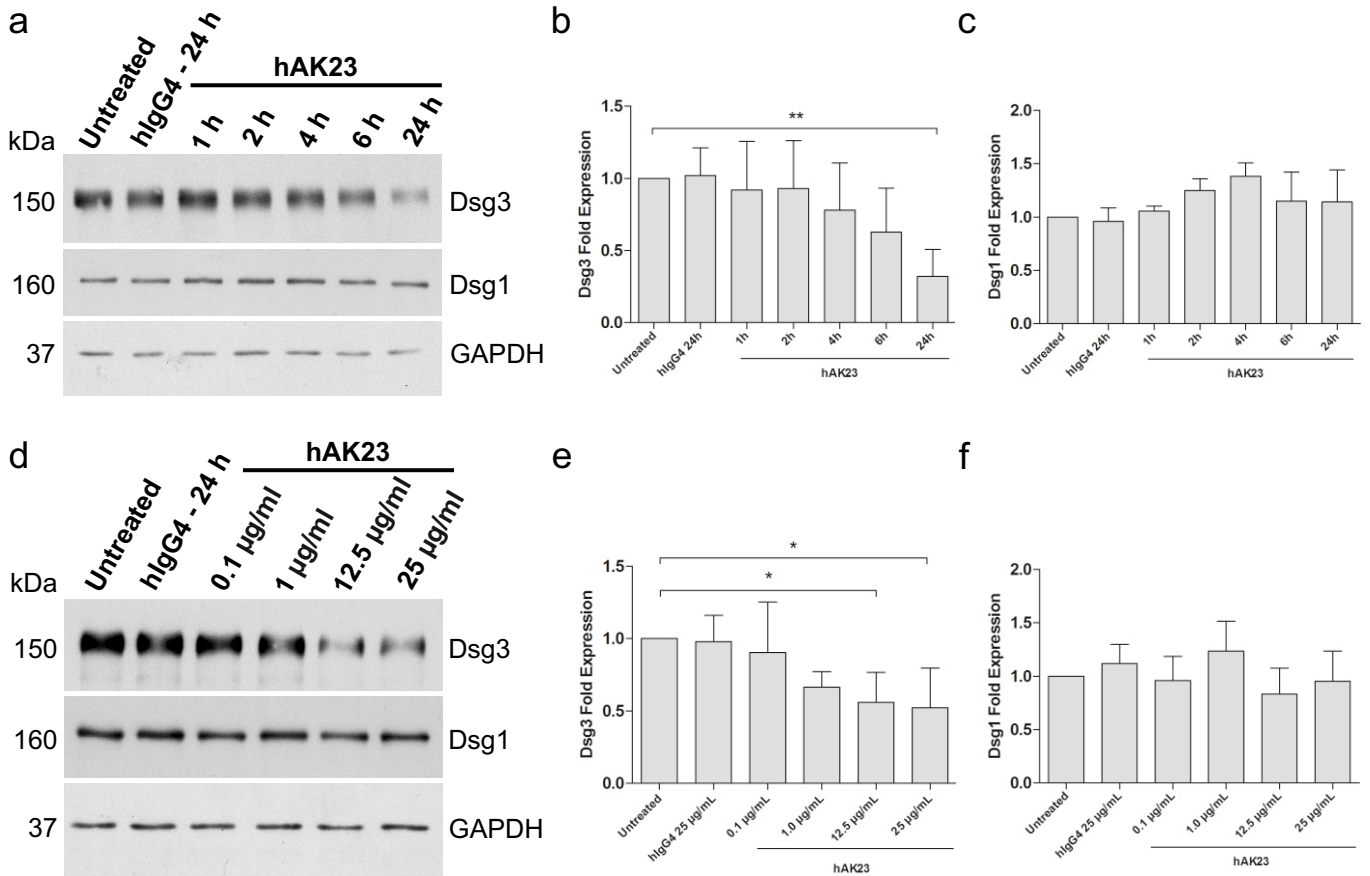 a
Untreated
hIgG4 - 24 h
hAK23
1 h
2 h
4 h
6 h
24 h
kDa
150
Dsg3
160
Dsg1
37
GAPDH
b
Dsg3 Fold Expression
1.5
1.0
0.5
0.0
**
Untreated
hIgG4 24h
1h
2h
4h
6h
24h
hAK23
c
Dsg1 Fold Expression
2.0
1.5
1.0
0.5
0.0
Untreated
hIgG4 24h
1h
2h
4h
6h
24h
hAK23
d
Untreated
hIgG4 - 24 h
hAK23
0.1 µg/ml
1 µg/ml
12.5 µg/ml
25 µg/ml
kDa
150
Dsg3
160
Dsg1
37
GAPDH
e
Dsg3 Fold Expression
1.5
1.0
0.5
0.0
*
*
Untreated
hIgG4 25 µg/mL
0.1 µg/mL
1.0 µg/mL
12.5 µg/mL
25 µg/mL
hAK23
f
Dsg1 Fold Expression
2.0
1.5
1.0
0.5
0.0
Untreated
hIgG4 25 µg/mL
0.1 µg/mL
1.0 µg/mL
12.5 µg/mL
25 µg/mL
hAK23